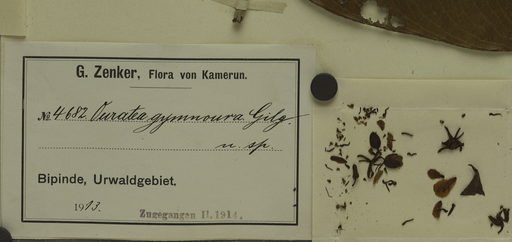 G. Zenker, Flora von Kamerun.
No 4682. Ouratea gymnoura Gilg.
n. sp.
Bipinde, Urwaldgebiet.
1913.
Zugegangen II. 1914.